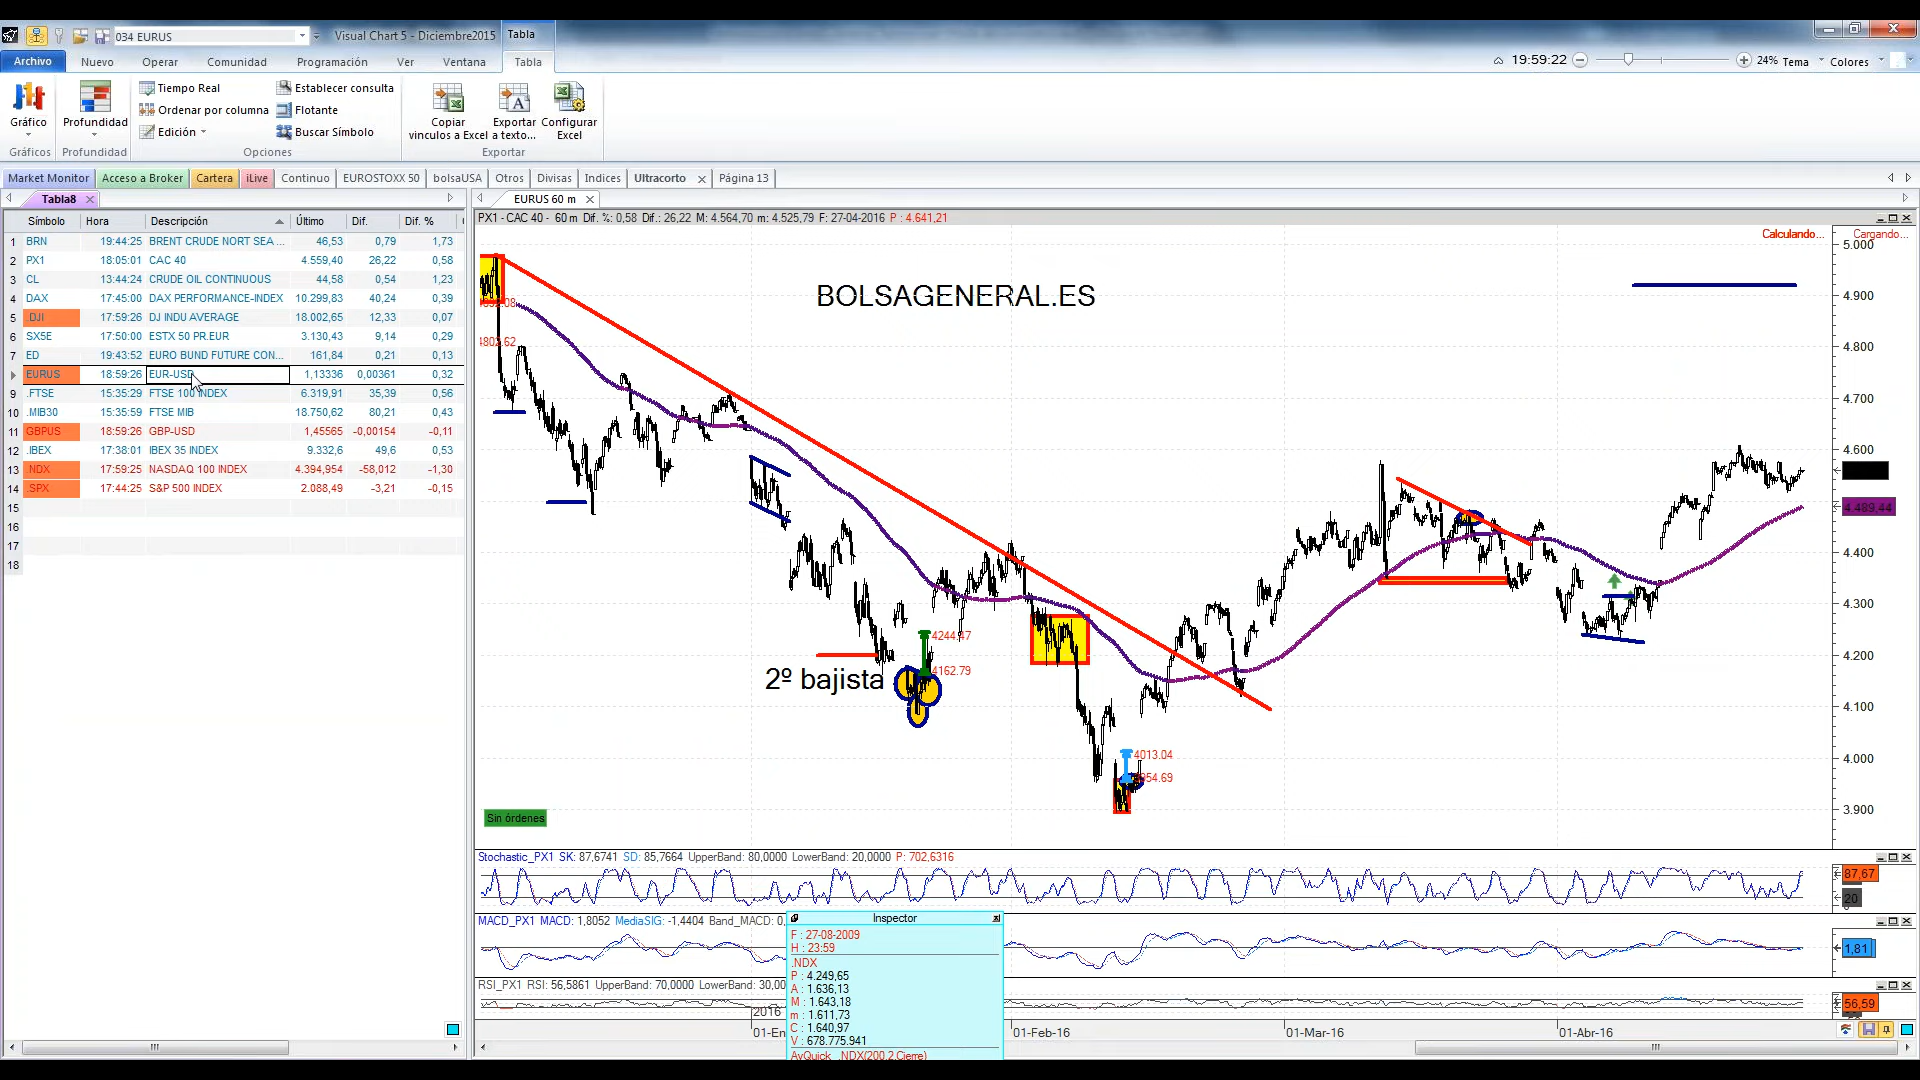 034 EURUS
Visual Chart 5 - Diciembre2015
Tabla
Archivo Nuevo Operar Comunidad Programación Ver Ventana Tabla
19:59:22 24% Tema Colores
Gráfico
Profundidad
Tiempo Real
Ordenar por columna
Edición
Establecer consulta
Flotante
Buscar Símbolo
Copiar vinculos a Excel
Exportar a texto...
Configurar Excel
Gráficos Profundidad Opciones Exportar
Market Monitor Acceso a Broker Cartera iLive Continuo EUROSTOXX 50 bolsaUSA Otros Divisas Indices Ultracorto Página 13
Tabla8
EURUS 60 m
Símbolo Hora Descripción Último Dif. Dif. %
1 BRN 19:44:25 BRENT CRUDE NORT SEA ... 46,53 0,79 1,73
2 PX1 18:05:01 CAC 40 4.559,40 26,22 0,58
3 CL 13:44:24 CRUDE OIL CONTINUOUS 44,58 0,54 1,23
4 DAX 17:45:00 DAX PERFORMANCE-INDEX 10.299,83 40,24 0,39
5 .DJI 17:59:26 DJ INDU AVERAGE 18.002,65 12,33 0,07
6 SX5E 17:50:00 ESTX 50 PR.EUR 3.130,43 9,14 0,29
7 ED 19:43:52 EURO BUND FUTURE CON... 161,84 0,21 0,13
EURUS 18:59:26 EUR-USD 1,13336 0,00361 0,32
9 .FTSE 15:35:29 FTSE 100 INDEX 6.319,91 35,39 0,56
10 .MIB30 15:35:59 FTSE MIB 18.750,62 80,21 0,43
11 GBPUS 18:59:26 GBP-USD 1,45565 -0,00154 -0,11
12 .IBEX 17:38:01 IBEX 35 INDEX 9.332,6 49,6 0,53
13 .NDX 17:59:25 NASDAQ 100 INDEX 4.394,954 -58,012 -1,30
14 .SPX 17:44:25 S&P 500 INDEX 2.088,49 -3,21 -0,15
15
16
17
18
PX1 - CAC 40 - 60 m Dif. %: 0,58 Dif.: 26,22 M: 4.564,70 m: 4.525,79 F: 27-04-2016 P : 4.641,21
Calculando...
Cargando...
BOLSAGENERAL.ES
4802.62
2º bajista
4244.47
4162.79
4013.04
Sin órdenes
5.000
4.900
4.800
4.700
4.600
4.489,44
4.400
4.300
4.200
4.100
4.000
3.900
Stochastic_PX1 SK: 87,6741 SD: 85,7664 UpperBand: 80,0000 LowerBand: 20,0000 P: 702,6316
87,67
20
MACD_PX1 MACD: 1,8052 MediaSIG: -1,4404 Band_MACD: 0,
1,81
RSI_PX1 RSI: 56,5861 UpperBand: 70,0000 LowerBand: 30,00
56,59
Inspector
F : 27-08-2009
H : 23:59
.NDX
P : 4.249,65
A : 1.636,13
M : 1.643,18
m : 1.611,73
C : 1.640,97
V : 678.775.941
AvQuick_.NDX(200,2,Cierre)
2016
01-En
01-Feb-16
01-Mar-16
01-Abr-16